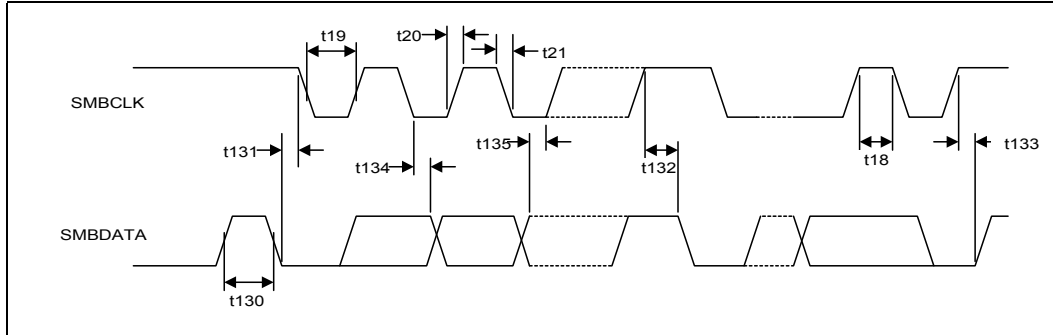 t19
t20
t21
SMBCLK
t131
t134
t135
t132
t18
t133
SMBDATA
t130